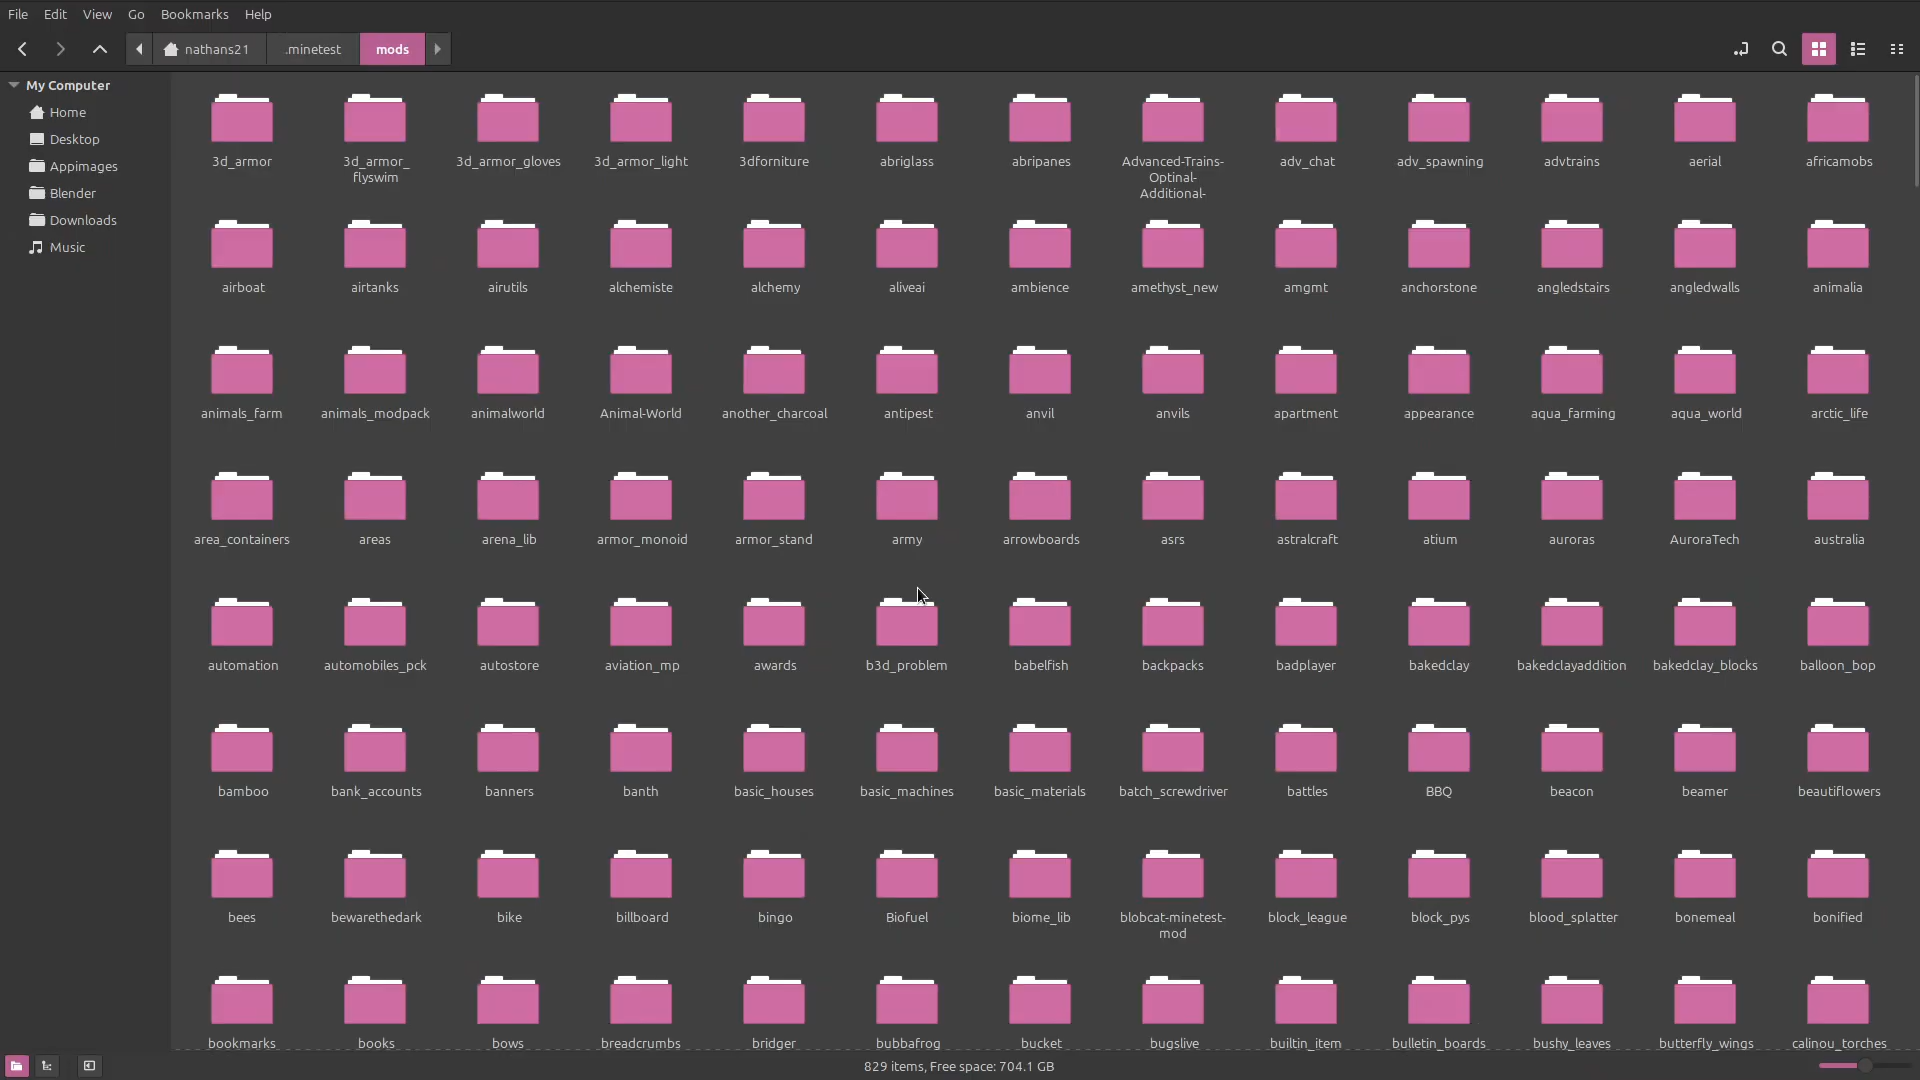 File Edit View Go Bookmarks Help
nathans21 .minetest mods
My Computer
Home
Desktop
Appimages
Blender
Downloads
Music
3d_armor 3d_armor_ 3d_armor_gloves 3d_armor_light 3dforniture abriglass abripanes Advanced-Trains- adv_chat adv_spawning advtrains aerial africamobs
flyswim Optinal-
Additional-
airboat airtanks airutils alchemiste alchemy aliveai ambience amethyst_new amgmt anchorstone angledstairs angledwalls animalia
animals_farm animals_modpack animalworld Animal-World another_charcoal antipest anvil anvils apartment appearance aqua_farming aqua_world arctic_life
area_containers areas arena_lib armor_monoid armor_stand army arrowboards asrs astralcraft atium auroras AuroraTech australia
automation automobiles_pck autostore aviation_mp awards b3d_problem babelfish backpacks badplayer bakedclay bakedclayaddition bakedclay_blocks balloon_bop
bamboo bank_accounts banners banth basic_houses basic_machines basic_materials batch_screwdriver battles BBQ beacon beamer beautiflowers
bees bewarethedark bike billboard bingo Biofuel biome_lib blobcat-minetest- block_league block_pys blood_splatter bonemeal bonified
mod
bookmarks books bows breadcrumbs bridger bubbafrog bucket bugslive builtin_item bulletin_boards bushy_leaves butterfly_wings calinou_torches
829 items, Free space: 704.1 GB